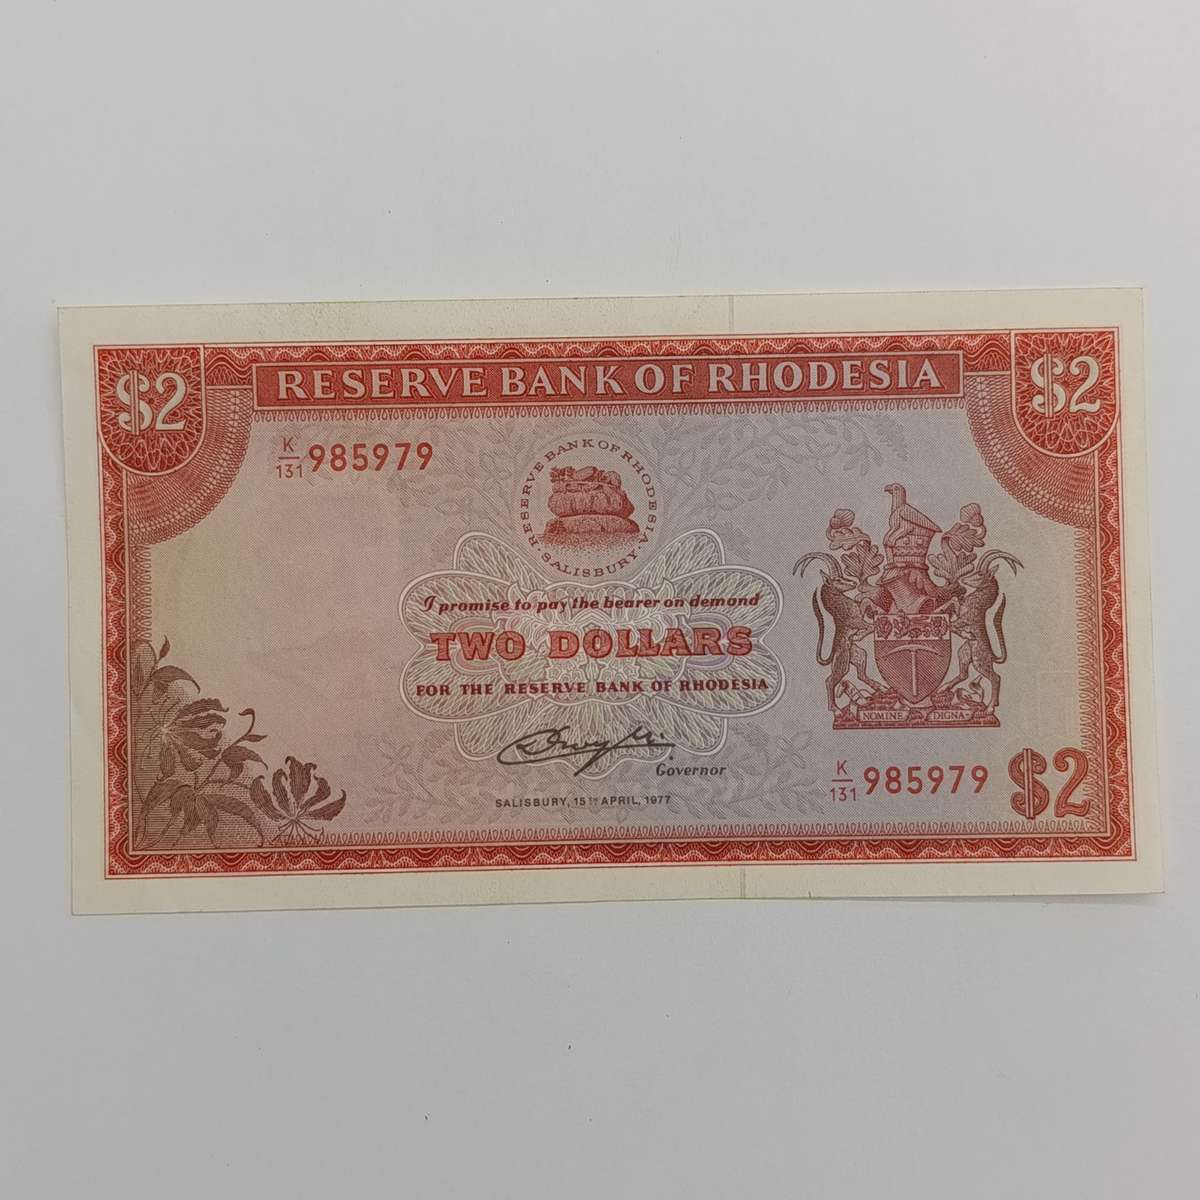 $2
RESERVE BANK OF RHODESIA
$2
K/131 985979
RESERVE BANK OF RHODESIA · SALISBURY ·
I promise to pay the bearer on demand
TWO DOLLARS
FOR THE RESERVE BANK OF RHODESIA
NOMINE DIGNA
Governor
SALISBURY, 15TH APRIL, 1977
K/131 985979
$2